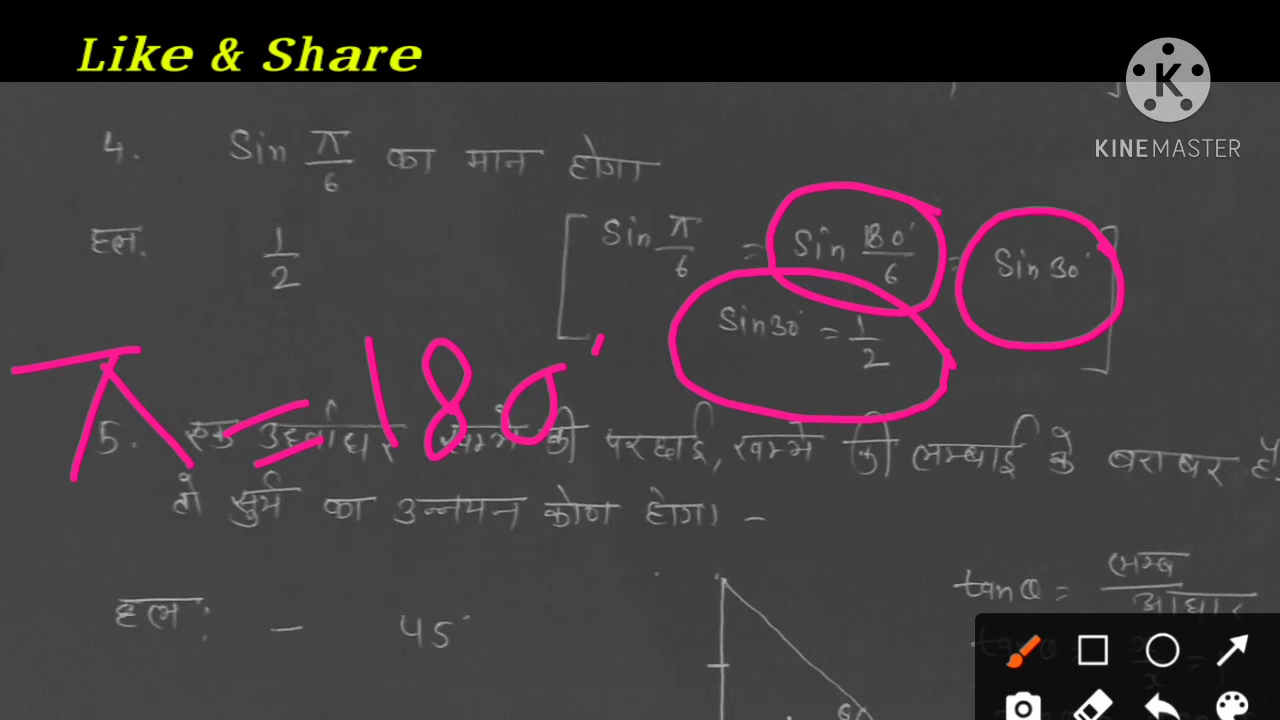 Like & Share
KINEMASTER
4. Sin π/6 का मान होगा
हल. 1/2 [ Sin π/6 = Sin 180°/6 = Sin 30°
Sin 30° = 1/2 ]
π = 180°
5. एक उर्ध्वाधर खम्भे की परछाई, खम्भे की लम्बाई के बराबर है
तो सुर्य का उन्नयन कोण होगा। -
हल: - 45°
tan θ = लम्ब/आधार